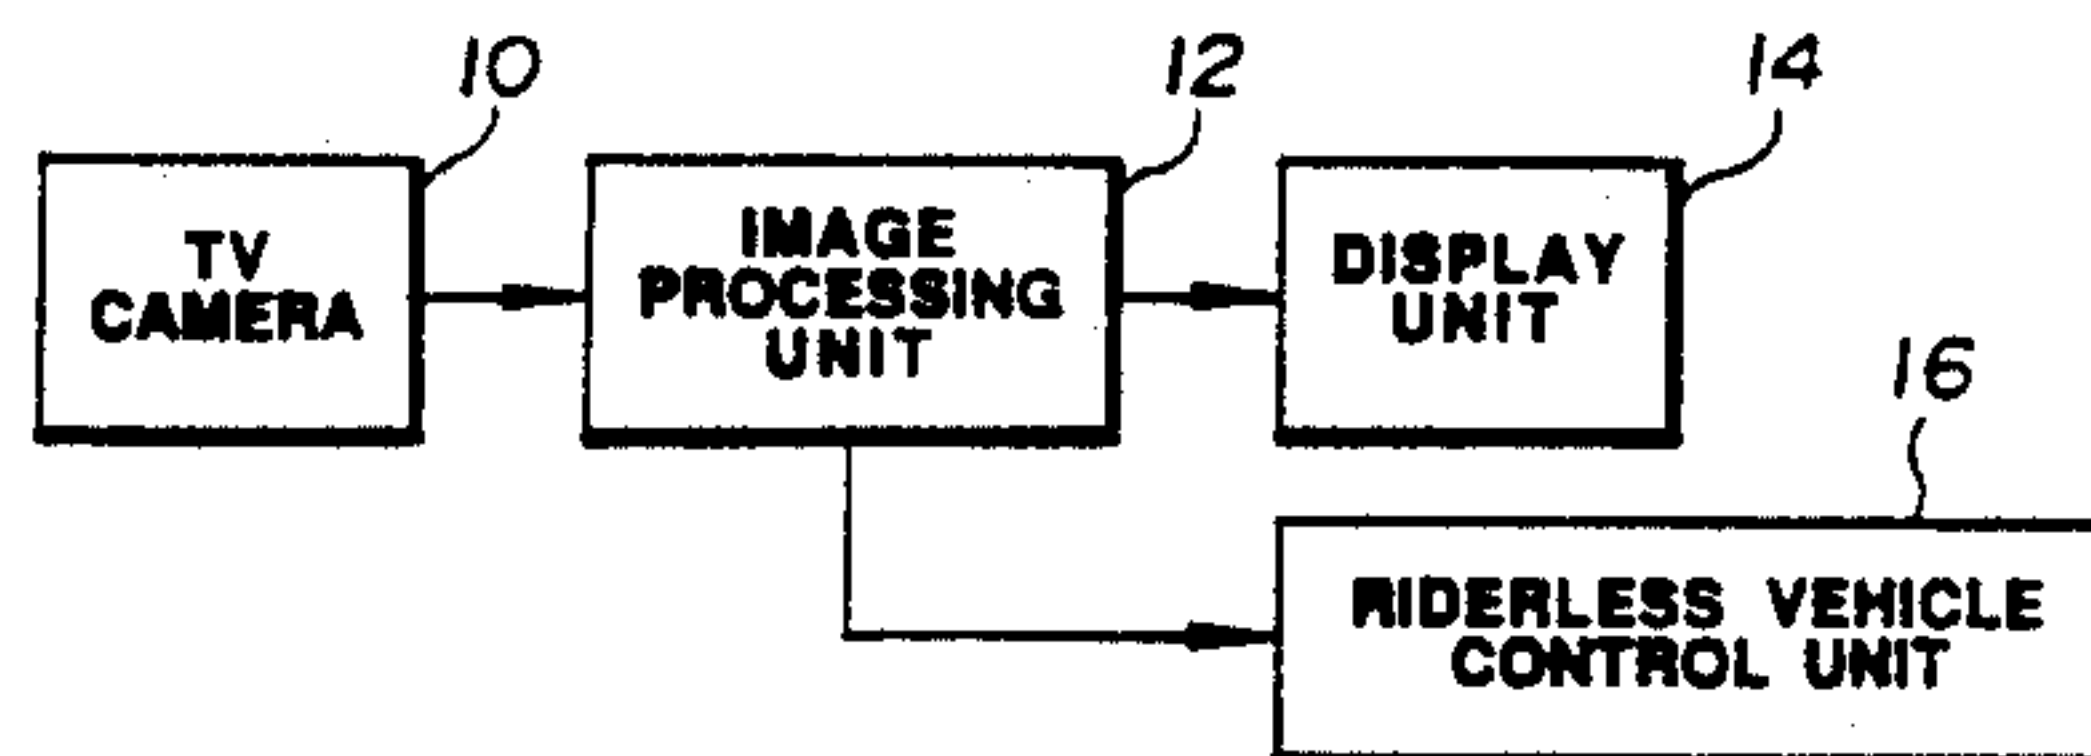 10
12
14
TV
CAMERA
IMAGE
PROCESSING
UNIT
DISPLAY
UNIT
16
RIDERLESS VEHICLE
CONTROL UNIT